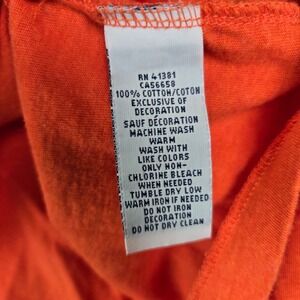 RN 41381
CA56658
100% COTTON/COTON
EXCLUSIVE OF
DECORATION
SAUF DÉCORATION
MACHINE WASH
WARM
WASH WITH
LIKE COLORS
ONLY NON-
CHLORINE BLEACH
WHEN NEEDED
TUMBLE DRY LOW
WARM IRON IF NEEDED
DO NOT IRON
DECORATION
DO NOT DRY CLEAN